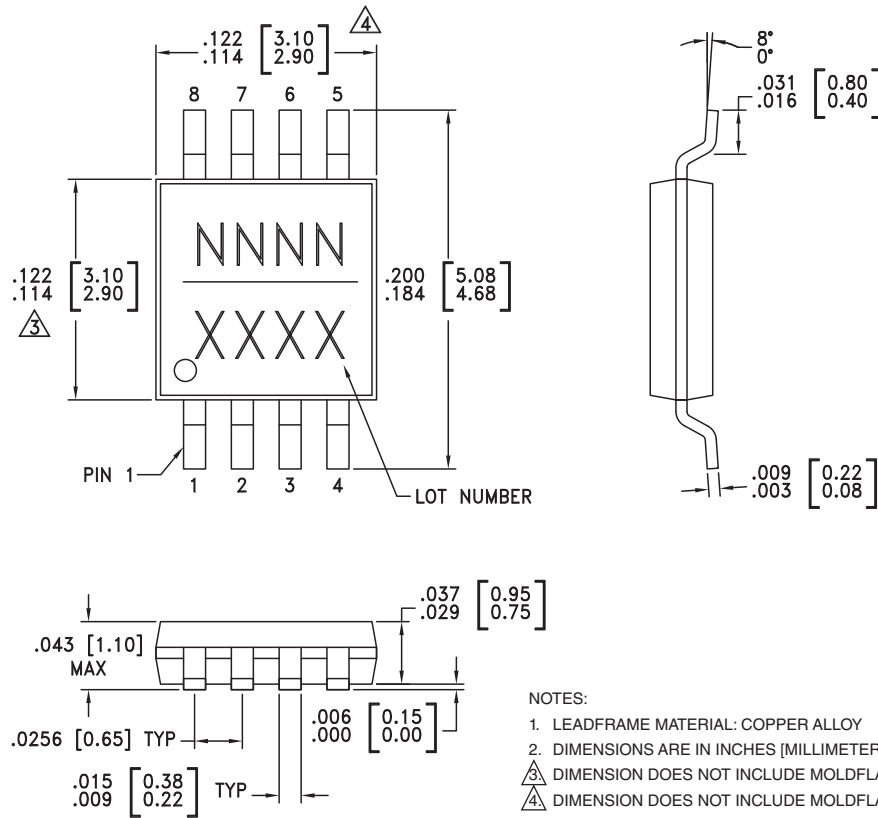 .122 [3.10]
.114 [2.90]
4
8 7 6 5
NNNN
XXXX
.122 [3.10]
.114 [2.90]
3
.200 [5.08]
.184 [4.68]
PIN 1
1 2 3 4
LOT NUMBER
8°
0°
.031 [0.80]
.016 [0.40]
.009 [0.22]
.003 [0.08]
.037 [0.95]
.029 [0.75]
.043 [1.10]
MAX
.0256 [0.65] TYP
.006 [0.15]
.000 [0.00]
.015 [0.38]
.009 [0.22]
TYP
NOTES:
1. LEADFRAME MATERIAL: COPPER ALLOY
2. DIMENSIONS ARE IN INCHES [MILLIMETER
3. DIMENSION DOES NOT INCLUDE MOLDFLA
4. DIMENSION DOES NOT INCLUDE MOLDFLA